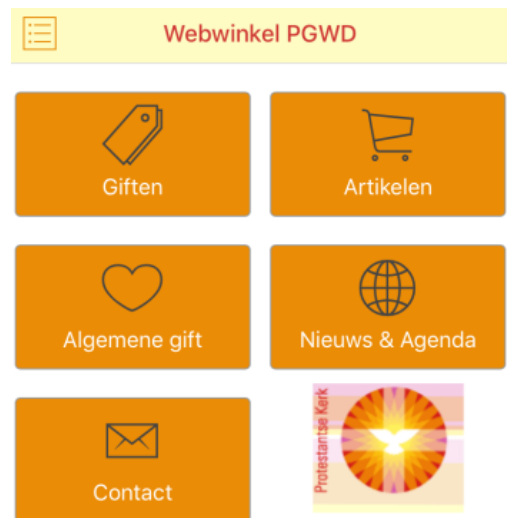 Webwinkel PGWD
Giften
Artikelen
Algemene gift
Nieuws & Agenda
Contact
Protestantse Kerk